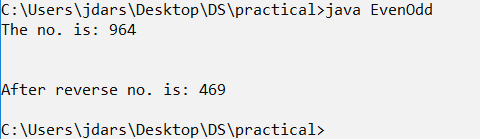 C:\Users\jdars\Desktop\DS\practical>java EvenOdd
The no. is: 964
After reverse no. is: 469
C:\Users\jdars\Desktop\DS\practical>